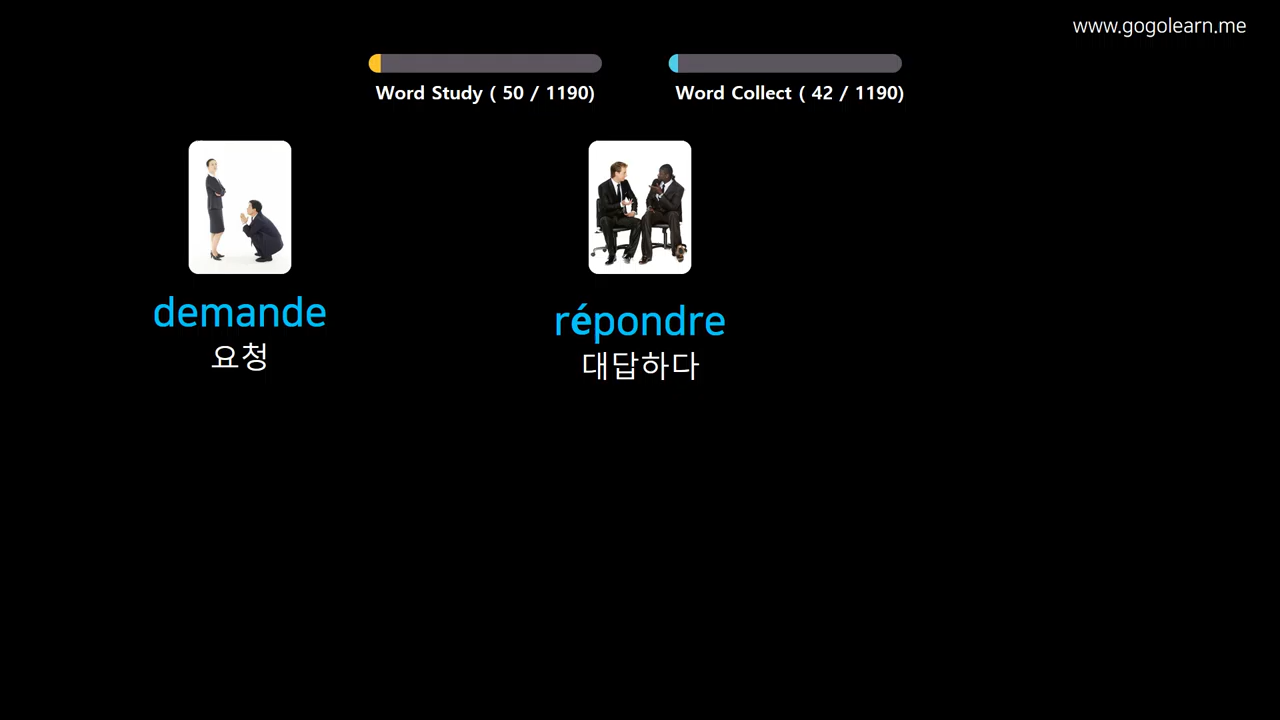 www.gogolearn.me
Word Study ( 50 / 1190)
Word Collect ( 42 / 1190)
demande
요청
répondre
대답하다